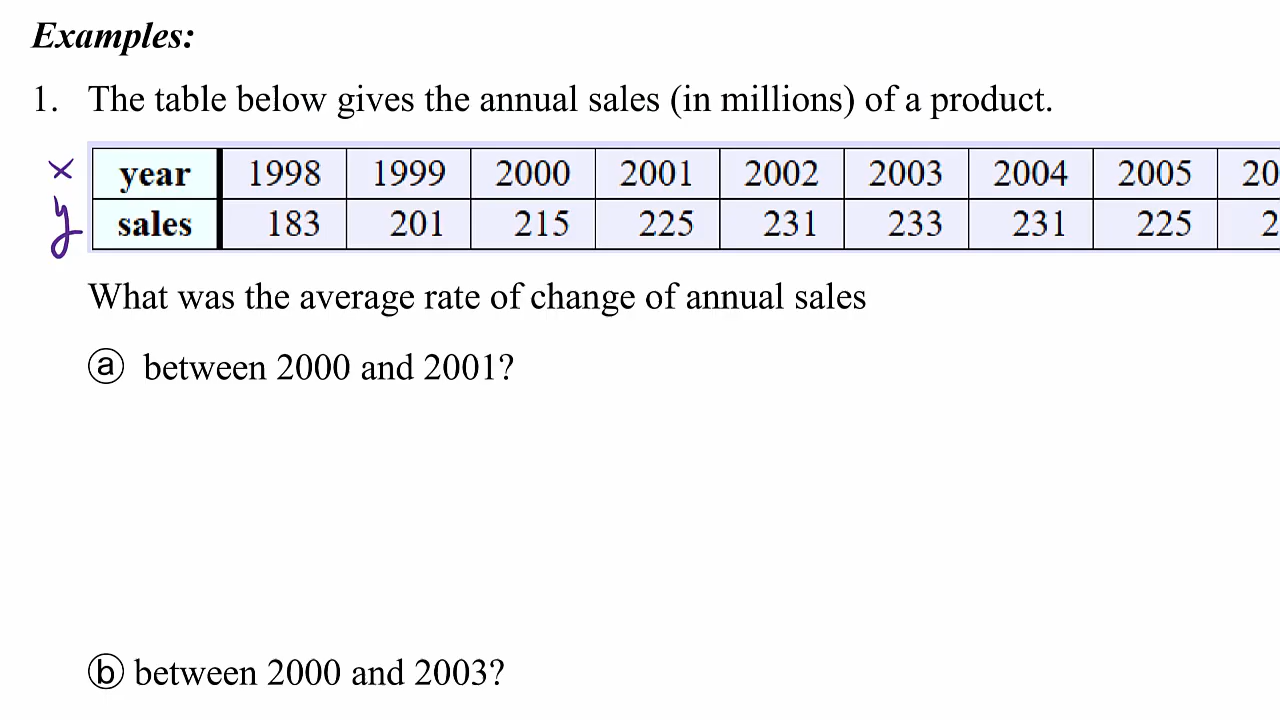 Examples:
1. The table below gives the annual sales (in millions) of a product.
x year 1998 1999 2000 2001 2002 2003 2004 2005 20
y sales 183 201 215 225 231 233 231 225 2
What was the average rate of change of annual sales
ⓐ between 2000 and 2001?
ⓑ between 2000 and 2003?